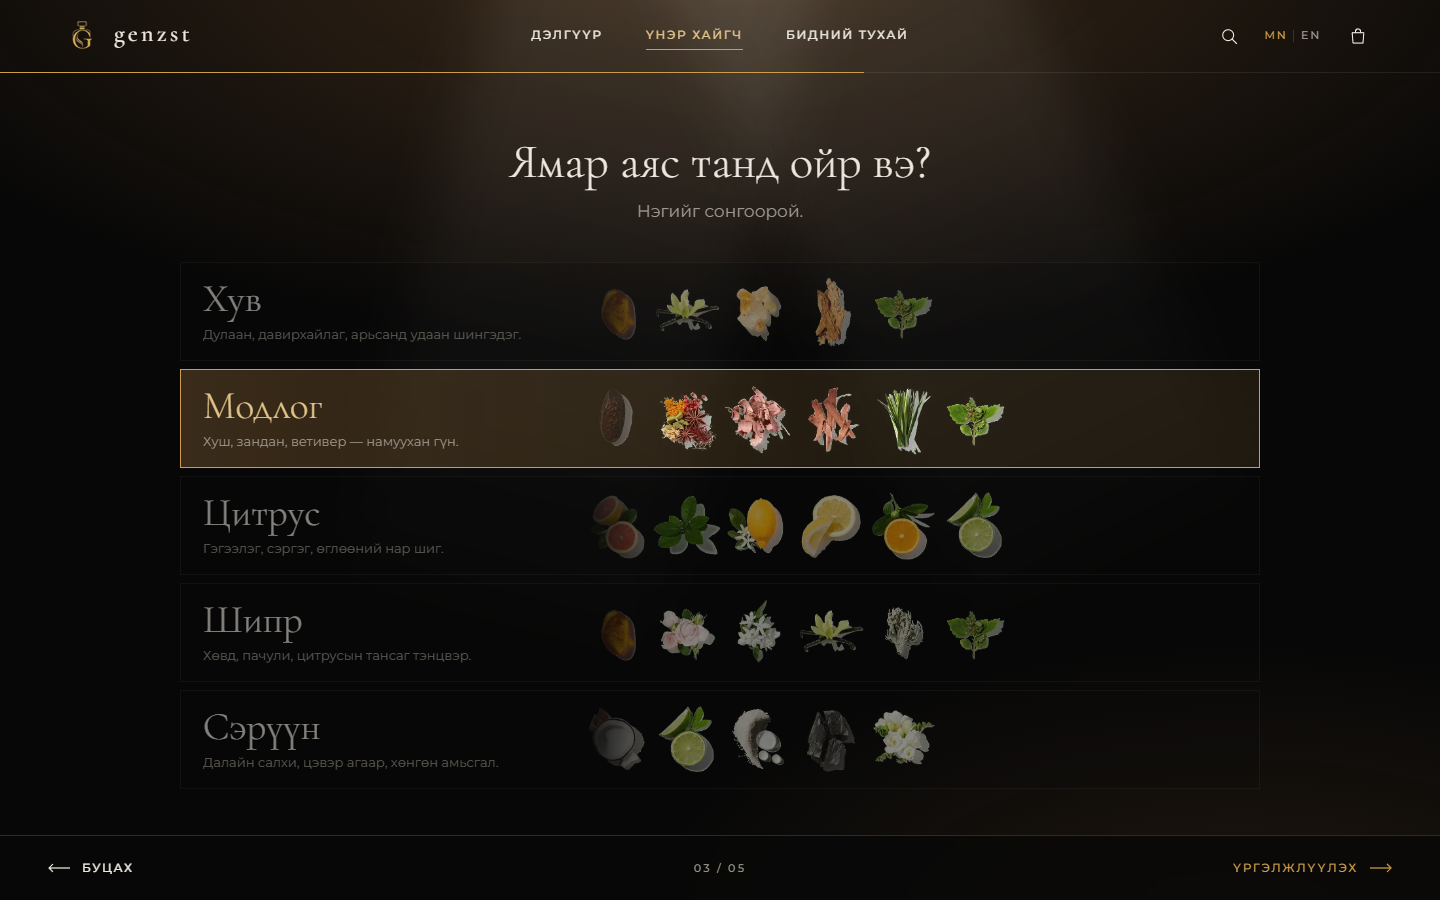 genzst
ДЭЛГҮҮР
ҮНЭР ХАЙГЧ
БИДНИЙ ТУХАЙ
MN | EN
Ямар аяс танд ойр вэ?
Нэгийг сонгоорой.
Хув
Дулаан, давирхайлаг, арьсанд удаан шингэдэг.
Модлог
Хуш, зандан, ветивер — намуухан гүн.
Цитрус
Гэгээлэг, сэргэг, өглөөний нар шиг.
Шипр
Хөвд, пачули, цитрусын тансаг тэнцвэр.
Сэрүүн
Далайн салхи, цэвэр агаар, хөнгөн амьсгал.
БУЦАХ
03 / 05
ҮРГЭЛЖЛҮҮЛЭХ